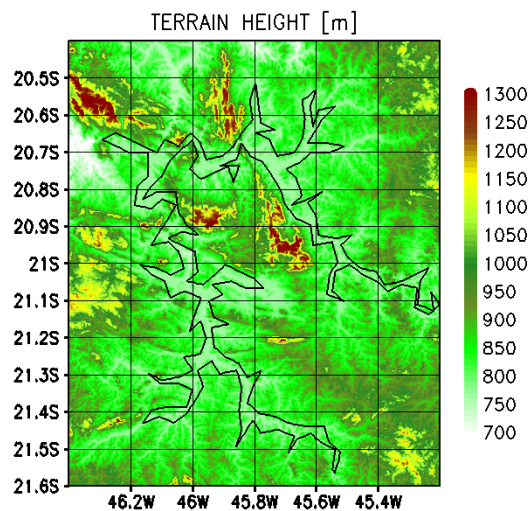 TERRAIN HEIGHT [m]
20.5S
20.6S
20.7S
20.8S
20.9S
21S
21.1S
21.2S
21.3S
21.4S
21.5S
21.6S
46.2W 46W 45.8W 45.6W 45.4W
1300
1250
1200
1150
1100
1050
1000
950
900
850
800
750
700